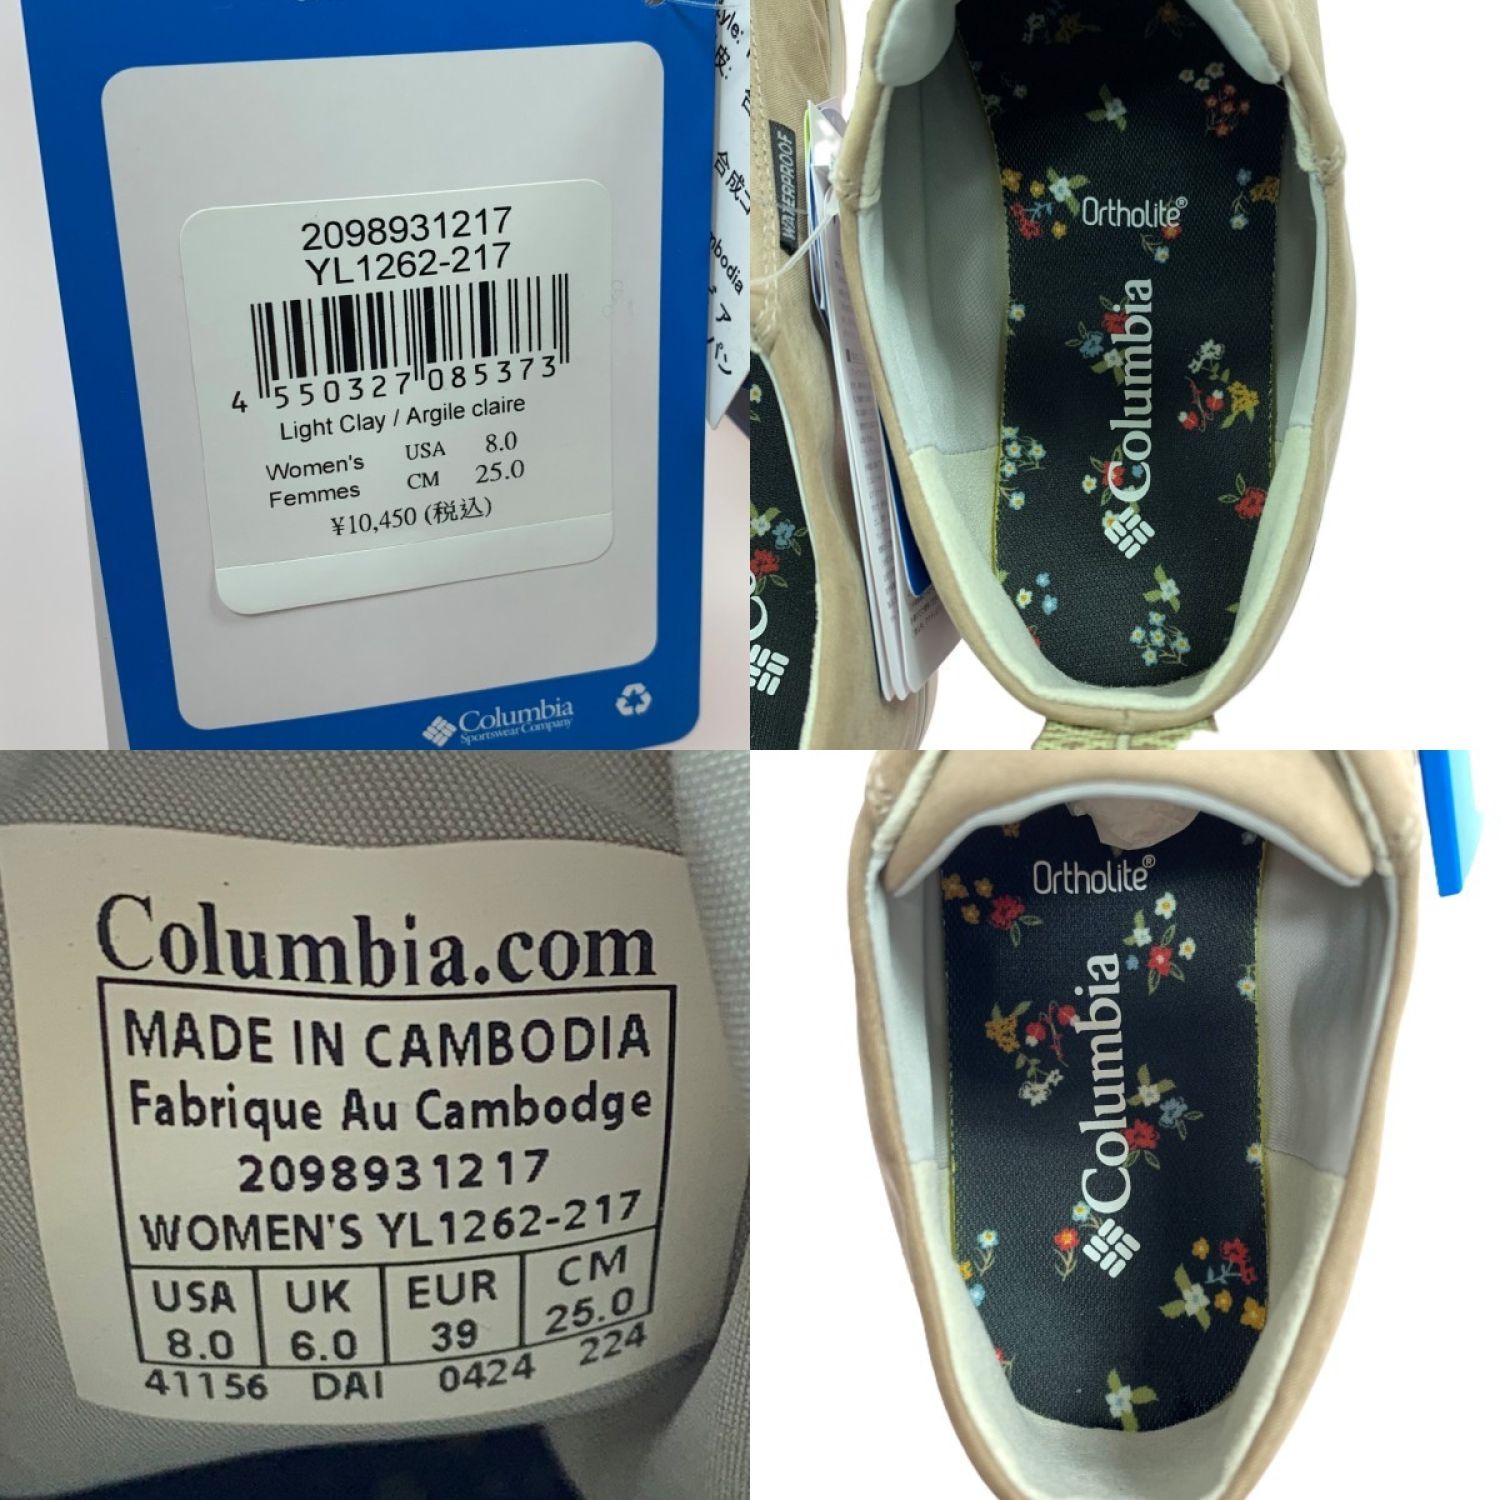 2098931217
YL1262-217
4 550327 085373
Light Clay / Argile claire
Women's USA 8.0
Femmes CM 25.0
¥10,450 (税込)
Columbia
Sportswear Company
WATERPROOF
OrthoLite®
Columbia
Columbia.com
MADE IN CAMBODIA
Fabrique Au Cambodge
2098931217
WOMEN'S YL1262-217
USA UK EUR CM
8.0 6.0 39 25.0
41156 DAI 0424 224
OrthoLite®
Columbia